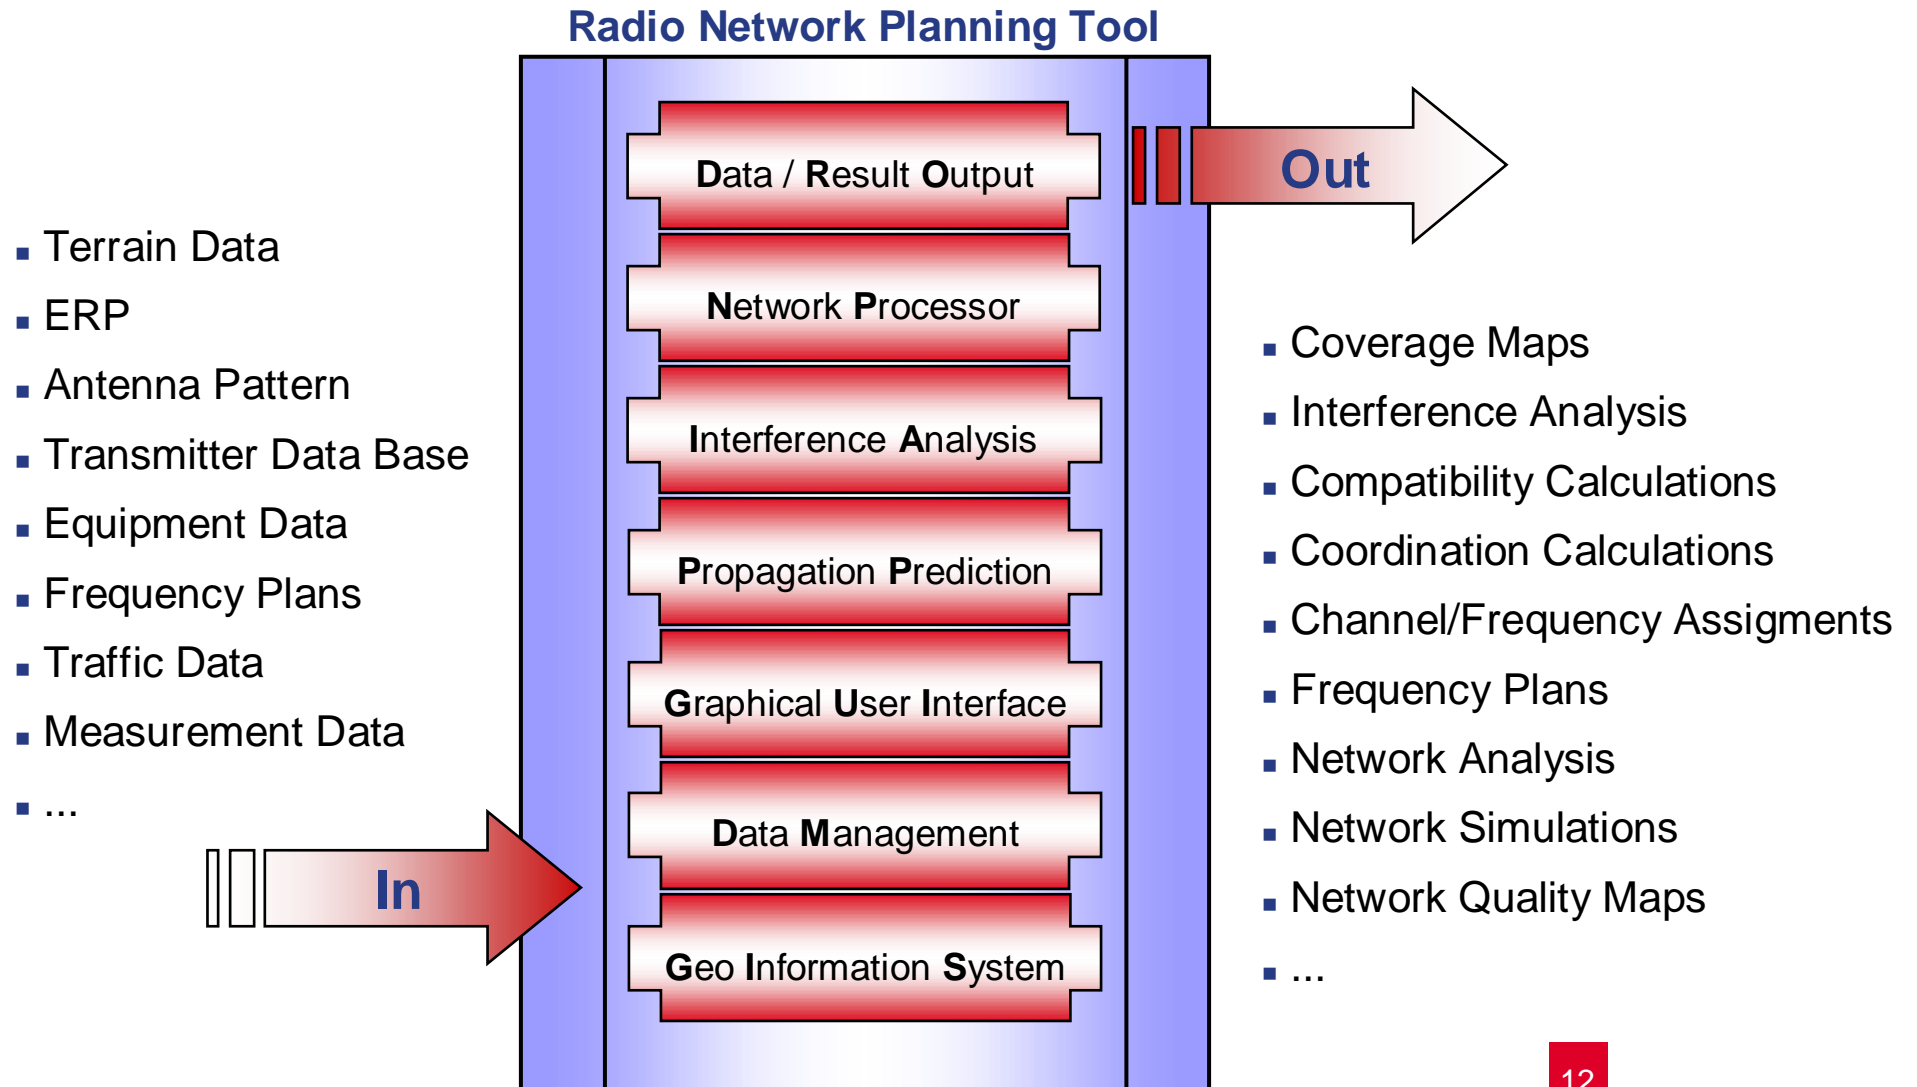 Radio Network Planning Tool
Terrain Data
ERP
Antenna Pattern
Transmitter Data Base
Equipment Data
Frequency Plans
Traffic Data
Measurement Data
...
In
Data / Result Output
Network Processor
Interference Analysis
Propagation Prediction
Graphical User Interface
Data Management
Geo Information System
Out
Coverage Maps
Interference Analysis
Compatibility Calculations
Coordination Calculations
Channel/Frequency Assigments
Frequency Plans
Network Analysis
Network Simulations
Network Quality Maps
...
12